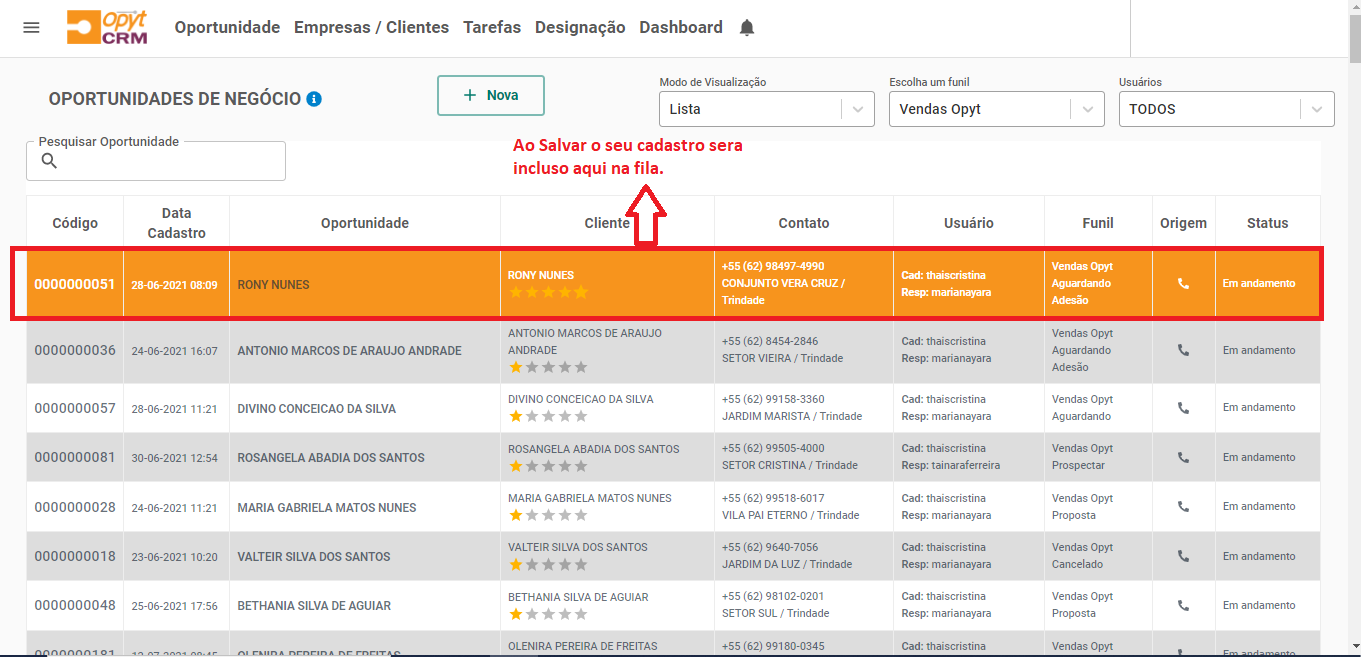 Opyt
CRM
Oportunidade Empresas / Clientes Tarefas Designação Dashboard
OPORTUNIDADES DE NEGÓCIO
+ Nova
Modo de Visualização
Lista
Escolha um funil
Vendas Opyt
Usuários
TODOS
Pesquisar Oportunidade
Ao Salvar o seu cadastro sera
incluso aqui na fila.
Código Data Cadastro Oportunidade Cliente Contato Usuário Funil Origem Status
0000000051 28-06-2021 08:09 RONY NUNES
RONY NUNES
+55 (62) 98497-4990
CONJUNTO VERA CRUZ /
Trindade
Cad: thaiscristina
Resp: marianayara
Vendas Opyt
Aguardando
Adesão
Em andamento
0000000036 24-06-2021 16:07 ANTONIO MARCOS DE ARAUJO ANDRADE
ANTONIO MARCOS DE ARAUJO
ANDRADE
+55 (62) 8454-2846
SETOR VIEIRA / Trindade
Cad: thaiscristina
Resp: marianayara
Vendas Opyt
Aguardando
Adesão
Em andamento
0000000057 28-06-2021 11:21 DIVINO CONCEICAO DA SILVA
DIVINO CONCEICAO DA SILVA
+55 (62) 99158-3360
JARDIM MARISTA / Trindade
Cad: thaiscristina
Resp: marianayara
Vendas Opyt
Aguardando
Em andamento
0000000081 30-06-2021 12:54 ROSANGELA ABADIA DOS SANTOS
ROSANGELA ABADIA DOS SANTOS
+55 (62) 99505-4000
SETOR CRISTINA / Trindade
Cad: thaiscristina
Resp: tainaraferreira
Vendas Opyt
Prospectar
Em andamento
0000000028 24-06-2021 11:21 MARIA GABRIELA MATOS NUNES
MARIA GABRIELA MATOS NUNES
+55 (62) 99518-6017
VILA PAI ETERNO / Trindade
Cad: thaiscristina
Resp: marianayara
Vendas Opyt
Proposta
Em andamento
0000000018 23-06-2021 10:20 VALTEIR SILVA DOS SANTOS
VALTEIR SILVA DOS SANTOS
+55 (62) 9640-7056
JARDIM DA LUZ / Trindade
Cad: thaiscristina
Resp: marianayara
Vendas Opyt
Cancelado
Em andamento
0000000048 25-06-2021 17:56 BETHANIA SILVA DE AGUIAR
BETHANIA SILVA DE AGUIAR
+55 (62) 98102-0201
SETOR SUL / Trindade
Cad: thaiscristina
Resp: marianayara
Vendas Opyt
Proposta
Em andamento
0000000181 OLENIRA PEREIRA DE FREITAS
OLENIRA PEREIRA DE FREITAS
+55 (62) 99180-0345
Cad: thaiscristina
Vendas Opyt
Em andamento